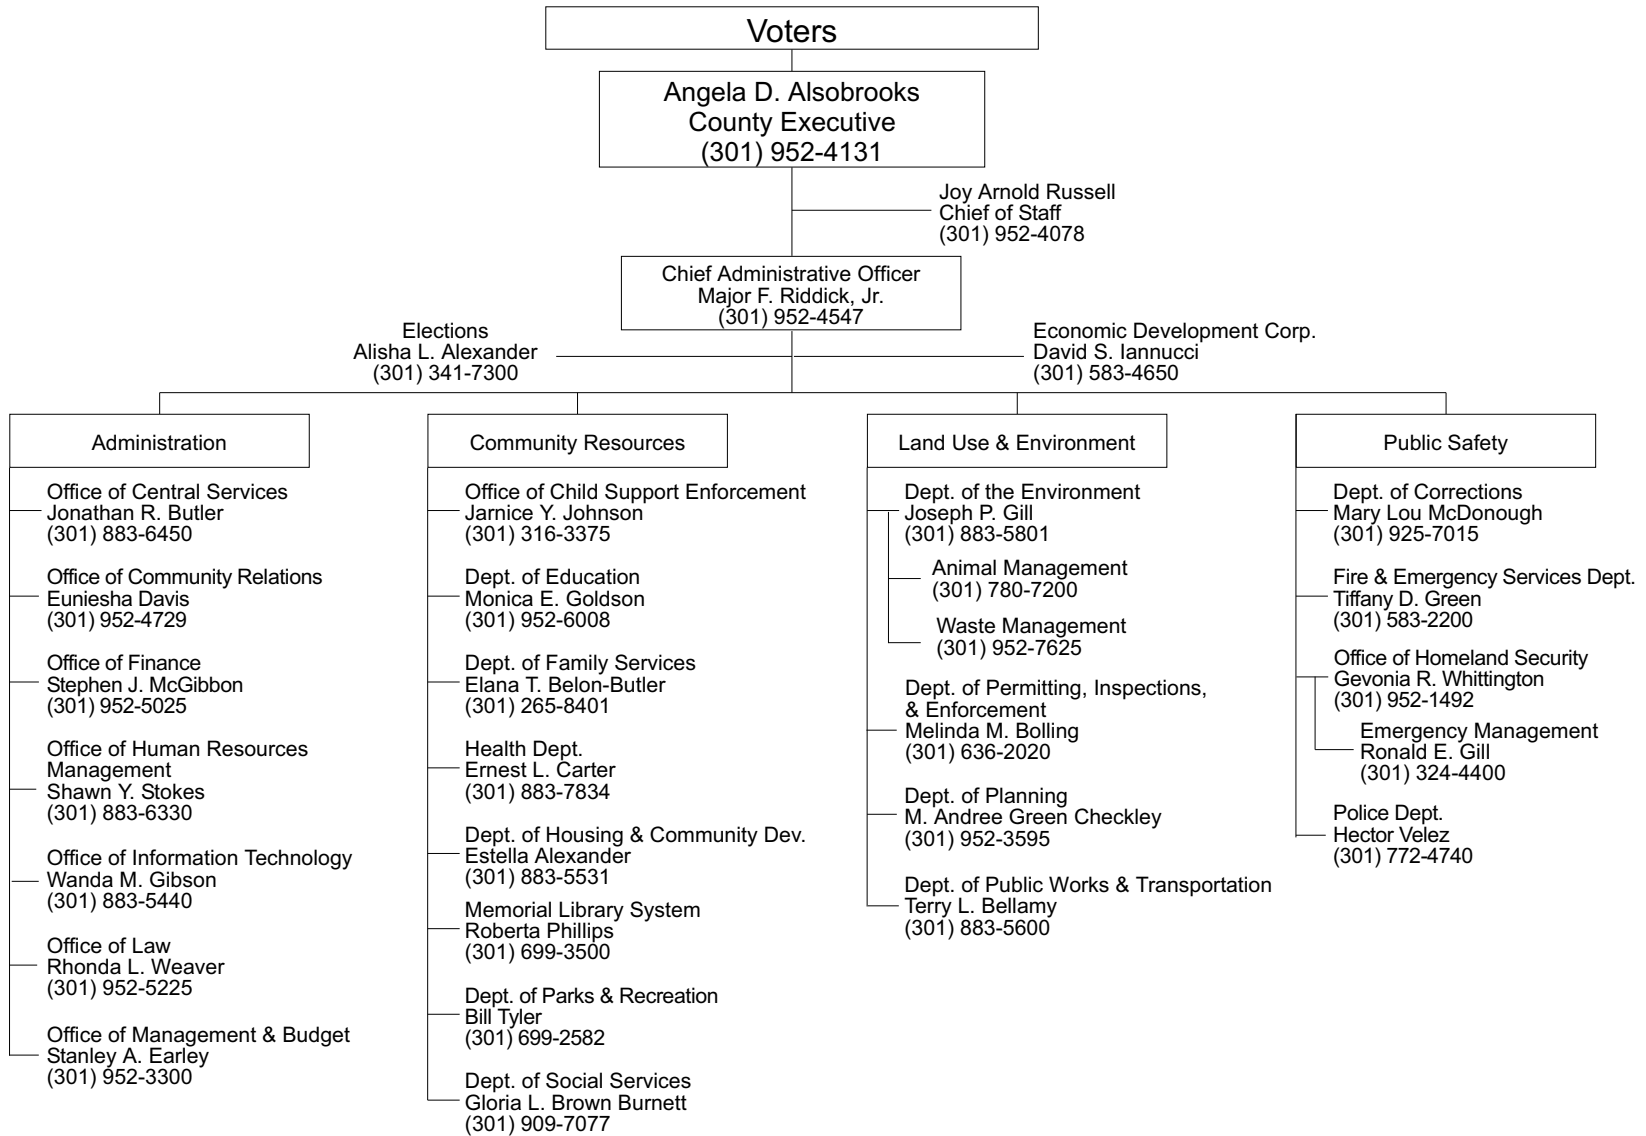 Voters
Angela D. Alsobrooks
County Executive
(301) 952-4131
Joy Arnold Russell
Chief of Staff
(301) 952-4078
Chief Administrative Officer
Major F. Riddick, Jr.
(301) 952-4547
Elections
Alisha L. Alexander
(301) 341-7300
Economic Development Corp.
David S. Iannucci
(301) 583-4650
Administration
Office of Central Services
Jonathan R. Butler
(301) 883-6450
Office of Community Relations
Euniesha Davis
(301) 952-4729
Office of Finance
Stephen J. McGibbon
(301) 952-5025
Office of Human Resources
Management
Shawn Y. Stokes
(301) 883-6330
Office of Information Technology
Wanda M. Gibson
(301) 883-5440
Office of Law
Rhonda L. Weaver
(301) 952-5225
Office of Management & Budget
Stanley A. Earley
(301) 952-3300
Community Resources
Office of Child Support Enforcement
Jarnice Y. Johnson
(301) 316-3375
Dept. of Education
Monica E. Goldson
(301) 952-6008
Dept. of Family Services
Elana T. Belon-Butler
(301) 265-8401
Health Dept.
Ernest L. Carter
(301) 883-7834
Dept. of Housing & Community Dev.
Estella Alexander
(301) 883-5531
Memorial Library System
Roberta Phillips
(301) 699-3500
Dept. of Parks & Recreation
Bill Tyler
(301) 699-2582
Dept. of Social Services
Gloria L. Brown Burnett
(301) 909-7077
Land Use & Environment
Dept. of the Environment
Joseph P. Gill
(301) 883-5801
Animal Management
(301) 780-7200
Waste Management
(301) 952-7625
Dept. of Permitting, Inspections,
& Enforcement
Melinda M. Bolling
(301) 636-2020
Dept. of Planning
M. Andree Green Checkley
(301) 952-3595
Dept. of Public Works & Transportation
Terry L. Bellamy
(301) 883-5600
Public Safety
Dept. of Corrections
Mary Lou McDonough
(301) 925-7015
Fire & Emergency Services Dept.
Tiffany D. Green
(301) 583-2200
Office of Homeland Security
Gevonia R. Whittington
(301) 952-1492
Emergency Management
Ronald E. Gill
(301) 324-4400
Police Dept.
Hector Velez
(301) 772-4740